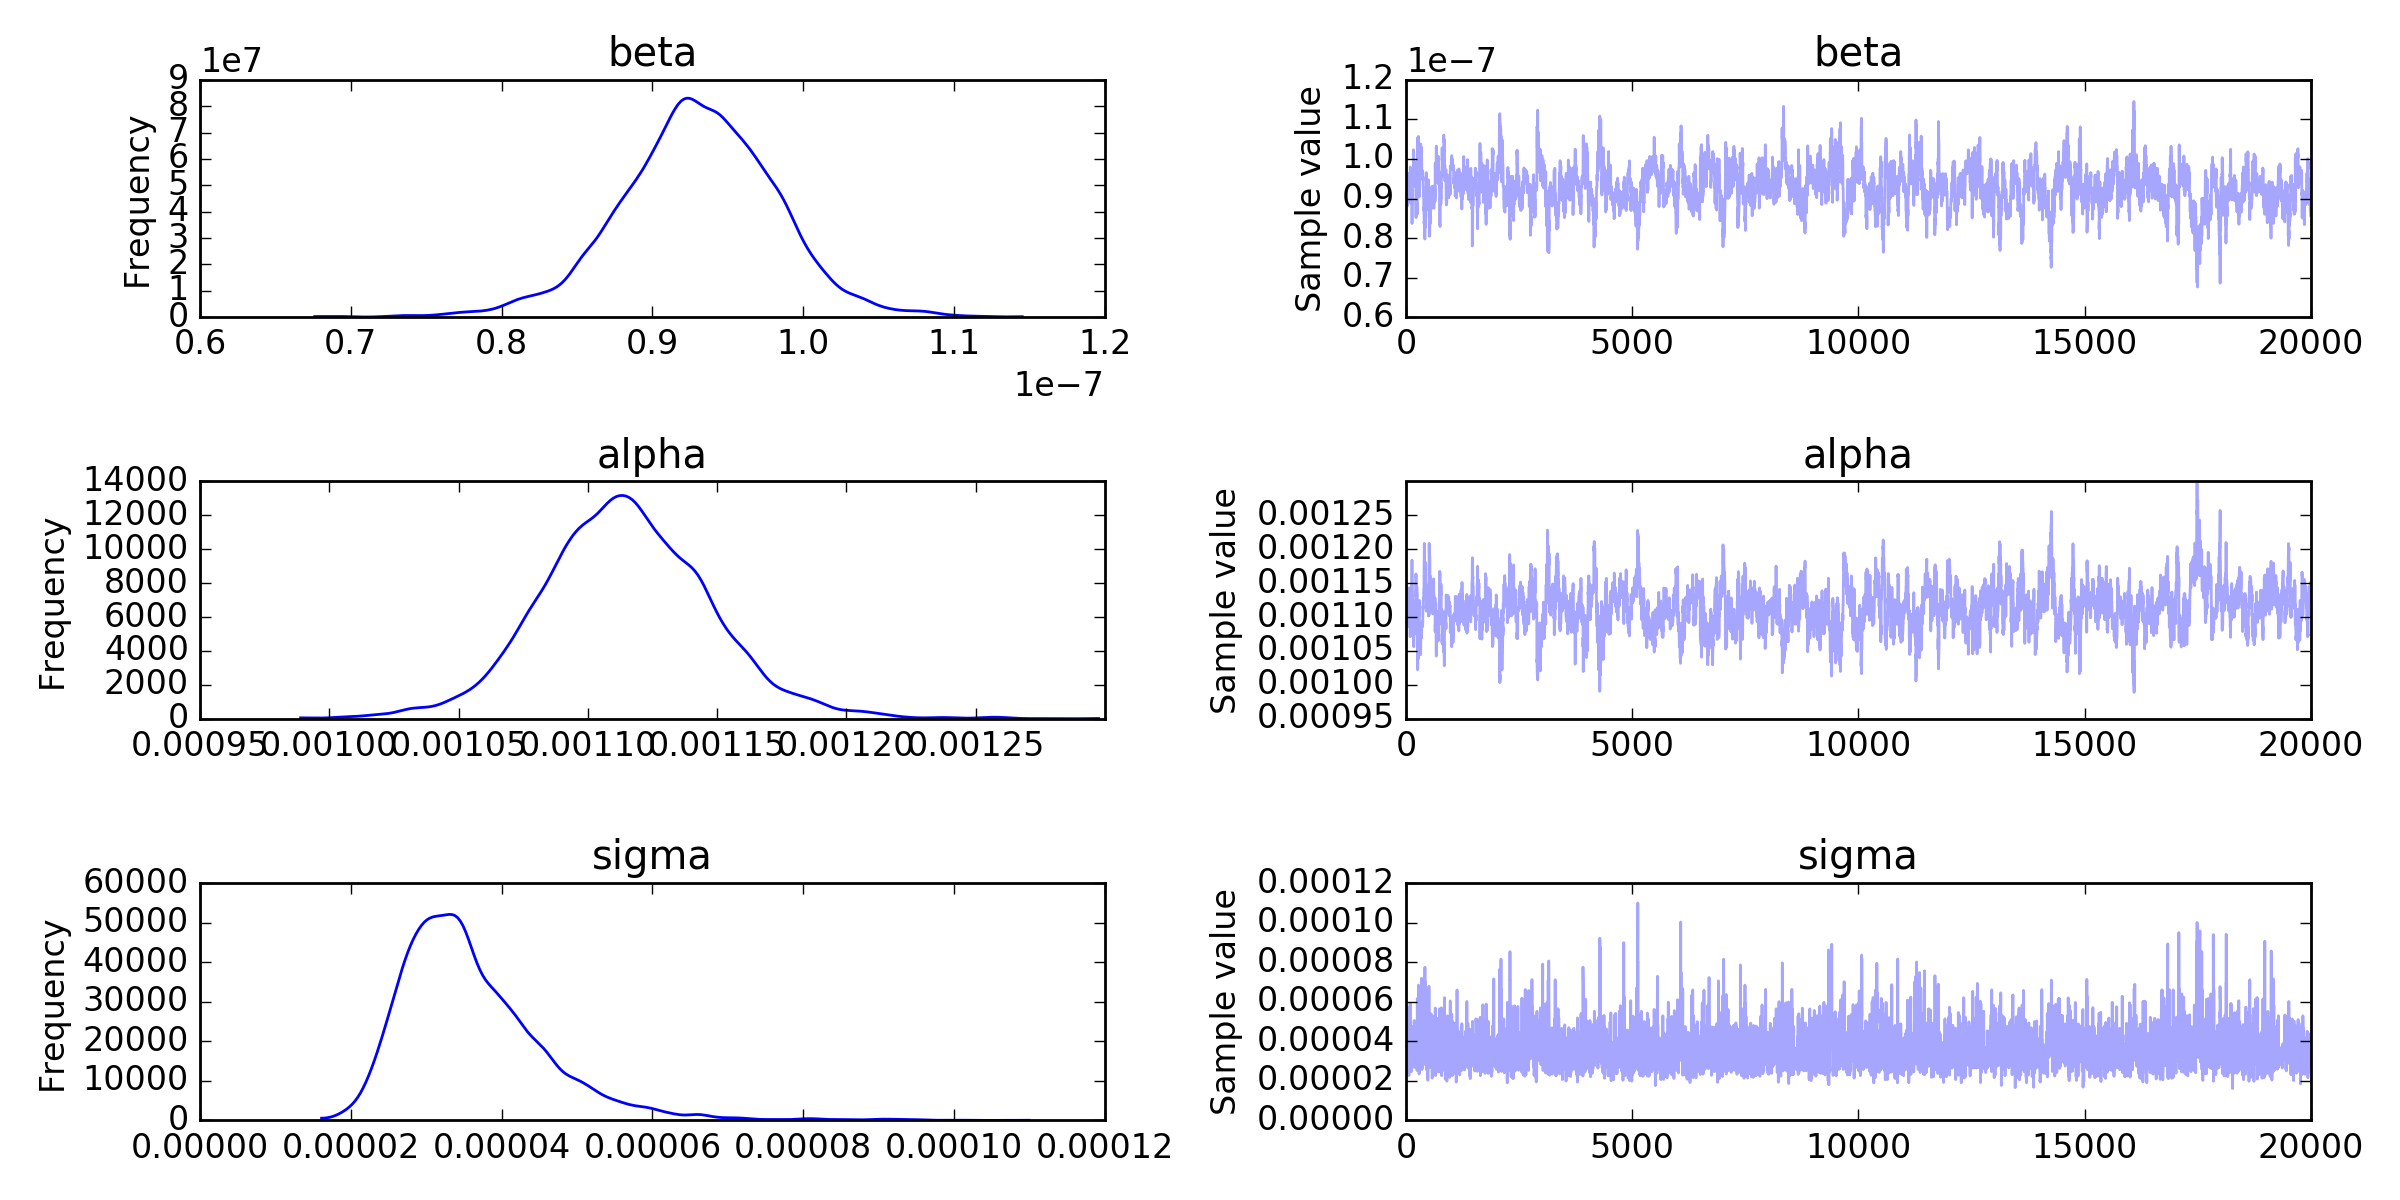 beta
1e7
Frequency
9
8
7
6
5
4
3
2
1
0
0.6 0.7 0.8 0.9 1.0 1.1 1.2
1e−7
beta
1e−7
Sample value
1.2
1.1
1.0
0.9
0.8
0.7
0.6
0 5000 10000 15000 20000
alpha
Frequency
14000
12000
10000
8000
6000
4000
2000
0
0.00095 0.00100 0.00105 0.00110 0.00115 0.00120 0.00125
alpha
Sample value
0.00125
0.00120
0.00115
0.00110
0.00105
0.00100
0.00095
0 5000 10000 15000 20000
sigma
Frequency
60000
50000
40000
30000
20000
10000
0
0.00000 0.00002 0.00004 0.00006 0.00008 0.00010 0.00012
sigma
Sample value
0.00012
0.00010
0.00008
0.00006
0.00004
0.00002
0.00000
0 5000 10000 15000 20000